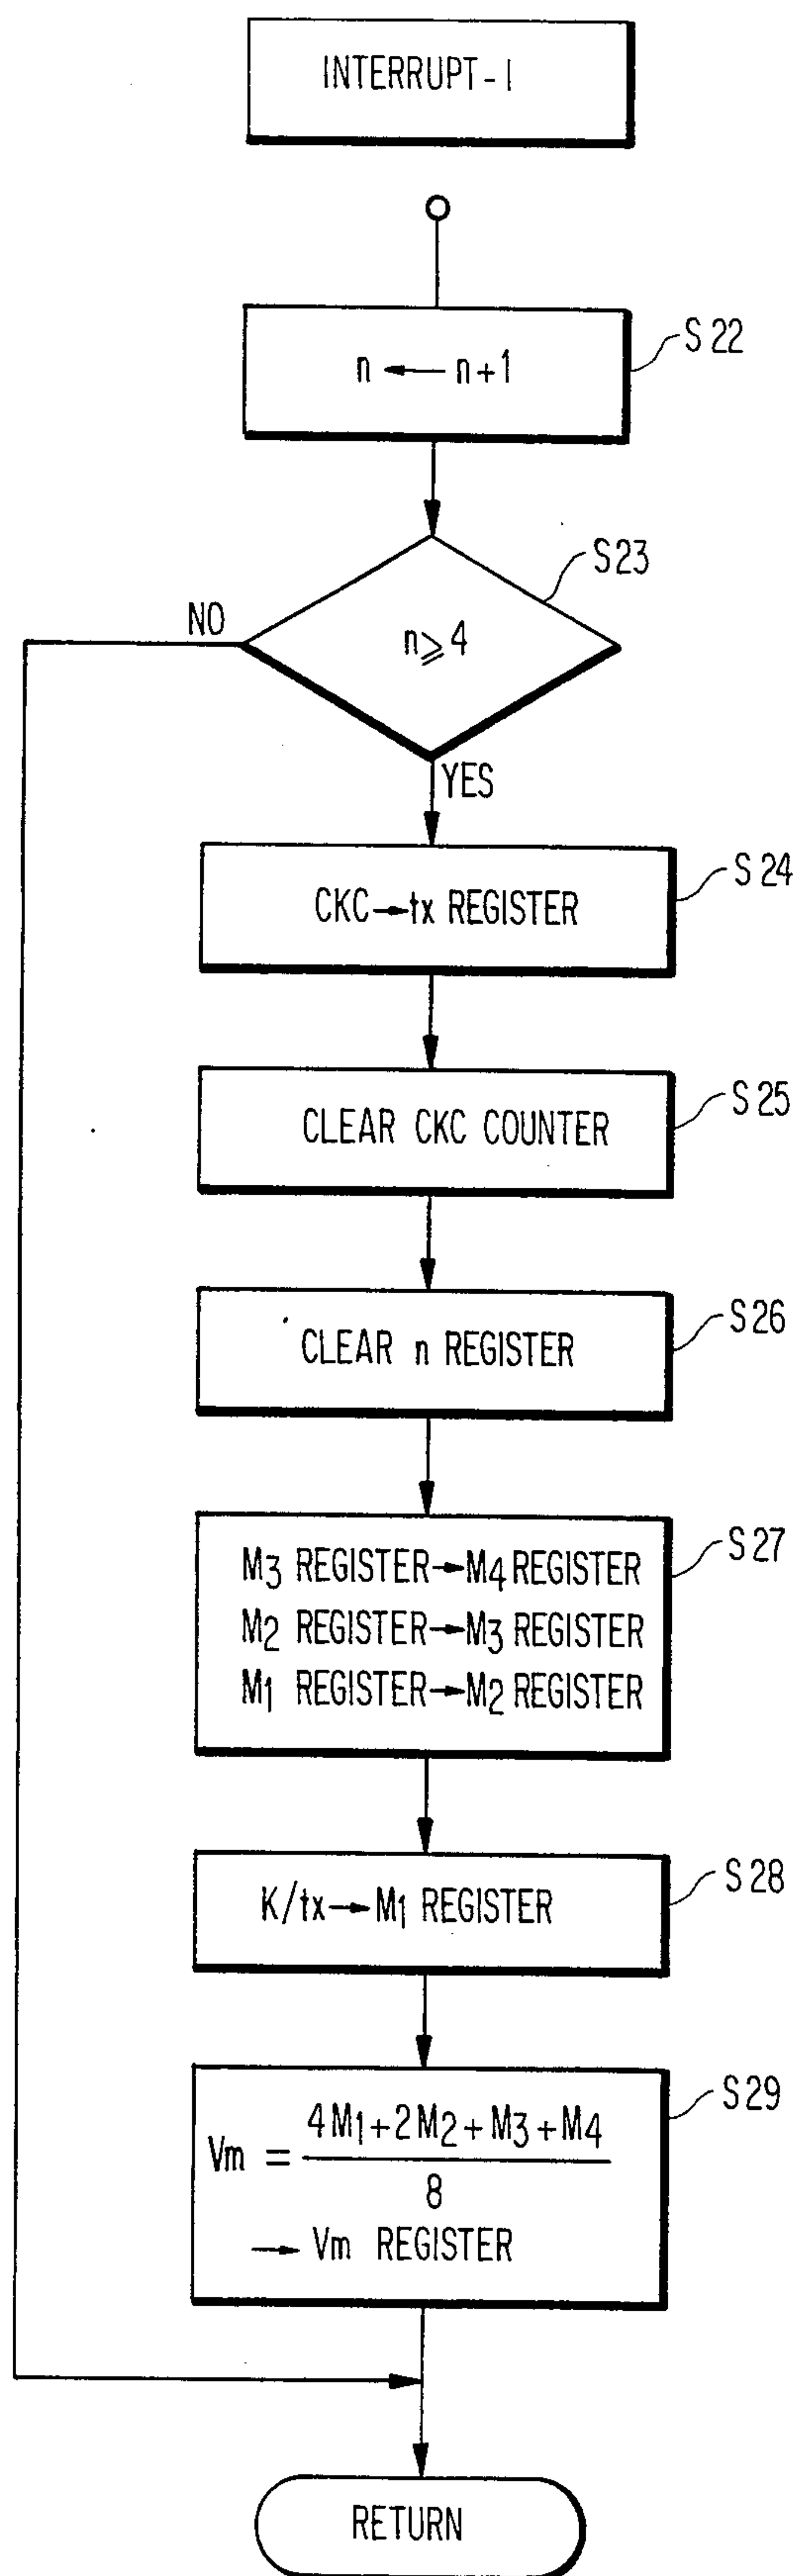 INTERRUPT-1
n ← n+1
S22
S23
NO
n≥4
YES
S24
CKC→tx REGISTER
S25
CLEAR CKC COUNTER
S26
CLEAR n REGISTER
S27
M3 REGISTER→M4 REGISTER
M2 REGISTER→M3 REGISTER
M1 REGISTER→M2 REGISTER
S28
K/tx→M1 REGISTER
S29
4M1+2M2+M3+M4
Vm =
8
→ Vm REGISTER
RETURN